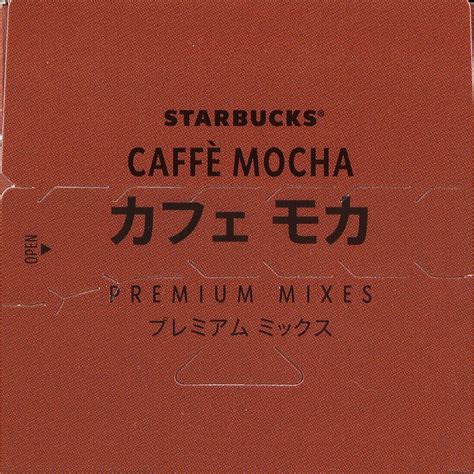 STARBUCKS®
CAFFÈ MOCHA
カフェ モカ
OPEN
PREMIUM MIXES
プレミアム ミックス